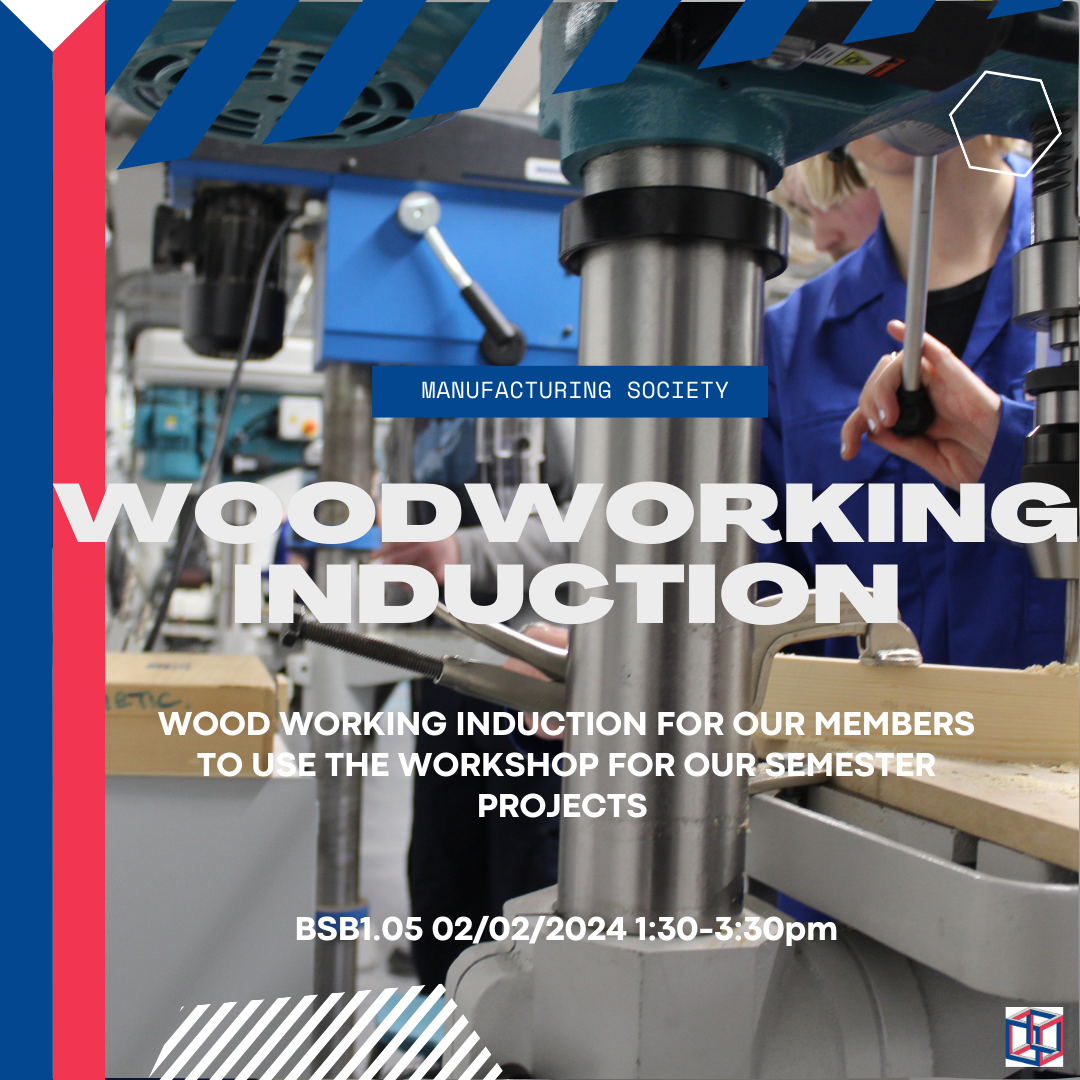 MANUFACTURING SOCIETY
WOODWORKING
INDUCTION
ETIC.
WOOD WORKING INDUCTION FOR OUR MEMBERS
TO USE THE WORKSHOP FOR OUR SEMESTER
PROJECTS
BSB1.05 02/02/2024 1:30-3:30pm